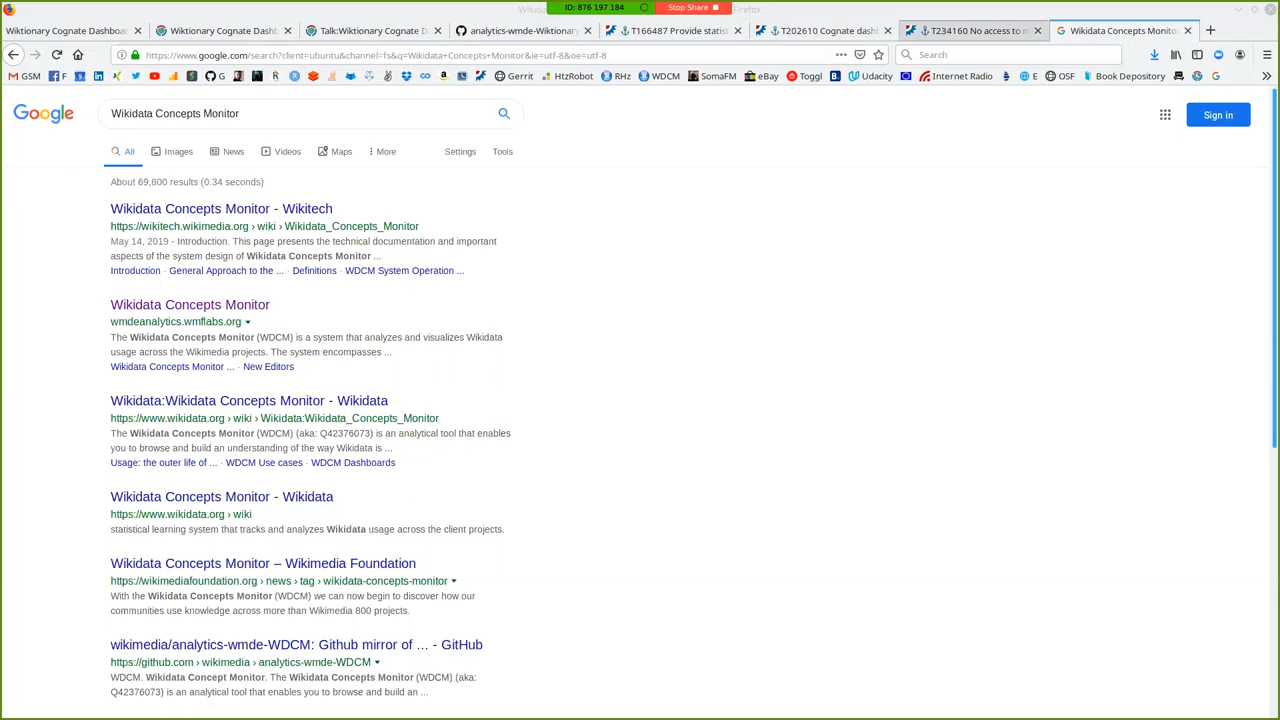 ID: 876 197 184
Stop Share
Firefox
Wiktionary Cognate Dashboa
Wiktionary Cognate Dashb
Talk:Wiktionary Cognate D
analytics-wmde-Wiktionary
T166487 Provide statist
T202610 Cognate dashb
T234160 No access to n
Wikidata Concepts Monitor
https://www.google.com/search?client=ubuntu&channel=fs&q=Wikidata+Concepts+Monitor&ie=utf-8&oe=utf-8
Search
GSM
F
G
R
Gerrit
HtzRobot
RHz
WDCM
SomaFM
eBay
Toggl
Udacity
Internet Radio
E
OSF
Book Depository
Google
Wikidata Concepts Monitor
Sign in
All
Images
News
Videos
Maps
More
Settings
Tools
About 69,800 results (0.34 seconds)
Wikidata Concepts Monitor - Wikitech
https://wikitech.wikimedia.org › wiki › Wikidata_Concepts_Monitor
May 14, 2019 - Introduction. This page presents the technical documentation and important
aspects of the system design of Wikidata Concepts Monitor ...
Introduction · General Approach to the ... · Definitions · WDCM System Operation ...
Wikidata Concepts Monitor
wmdeanalytics.wmflabs.org
The Wikidata Concepts Monitor (WDCM) is a system that analyzes and visualizes Wikidata
usage across the Wikimedia projects. The system encompasses ...
Wikidata Concepts Monitor ... · New Editors
Wikidata:Wikidata Concepts Monitor - Wikidata
https://www.wikidata.org › wiki › Wikidata:Wikidata_Concepts_Monitor
The Wikidata Concepts Monitor (WDCM) (aka: Q42376073) is an analytical tool that enables
you to browse and build an understanding of the way Wikidata is ...
Usage: the outer life of ... · WDCM Use cases · WDCM Dashboards
Wikidata Concepts Monitor - Wikidata
https://www.wikidata.org › wiki
statistical learning system that tracks and analyzes Wikidata usage across the client projects.
Wikidata Concepts Monitor – Wikimedia Foundation
https://wikimediafoundation.org › news › tag › wikidata-concepts-monitor
With the Wikidata Concepts Monitor (WDCM) we can now begin to discover how our
communities use knowledge across more than Wikimedia 800 projects.
wikimedia/analytics-wmde-WDCM: Github mirror of ... - GitHub
https://github.com › wikimedia › analytics-wmde-WDCM
WDCM. Wikidata Concept Monitor. The Wikidata Concepts Monitor (WDCM) (aka:
Q42376073) is an analytical tool that enables you to browse and build an ...